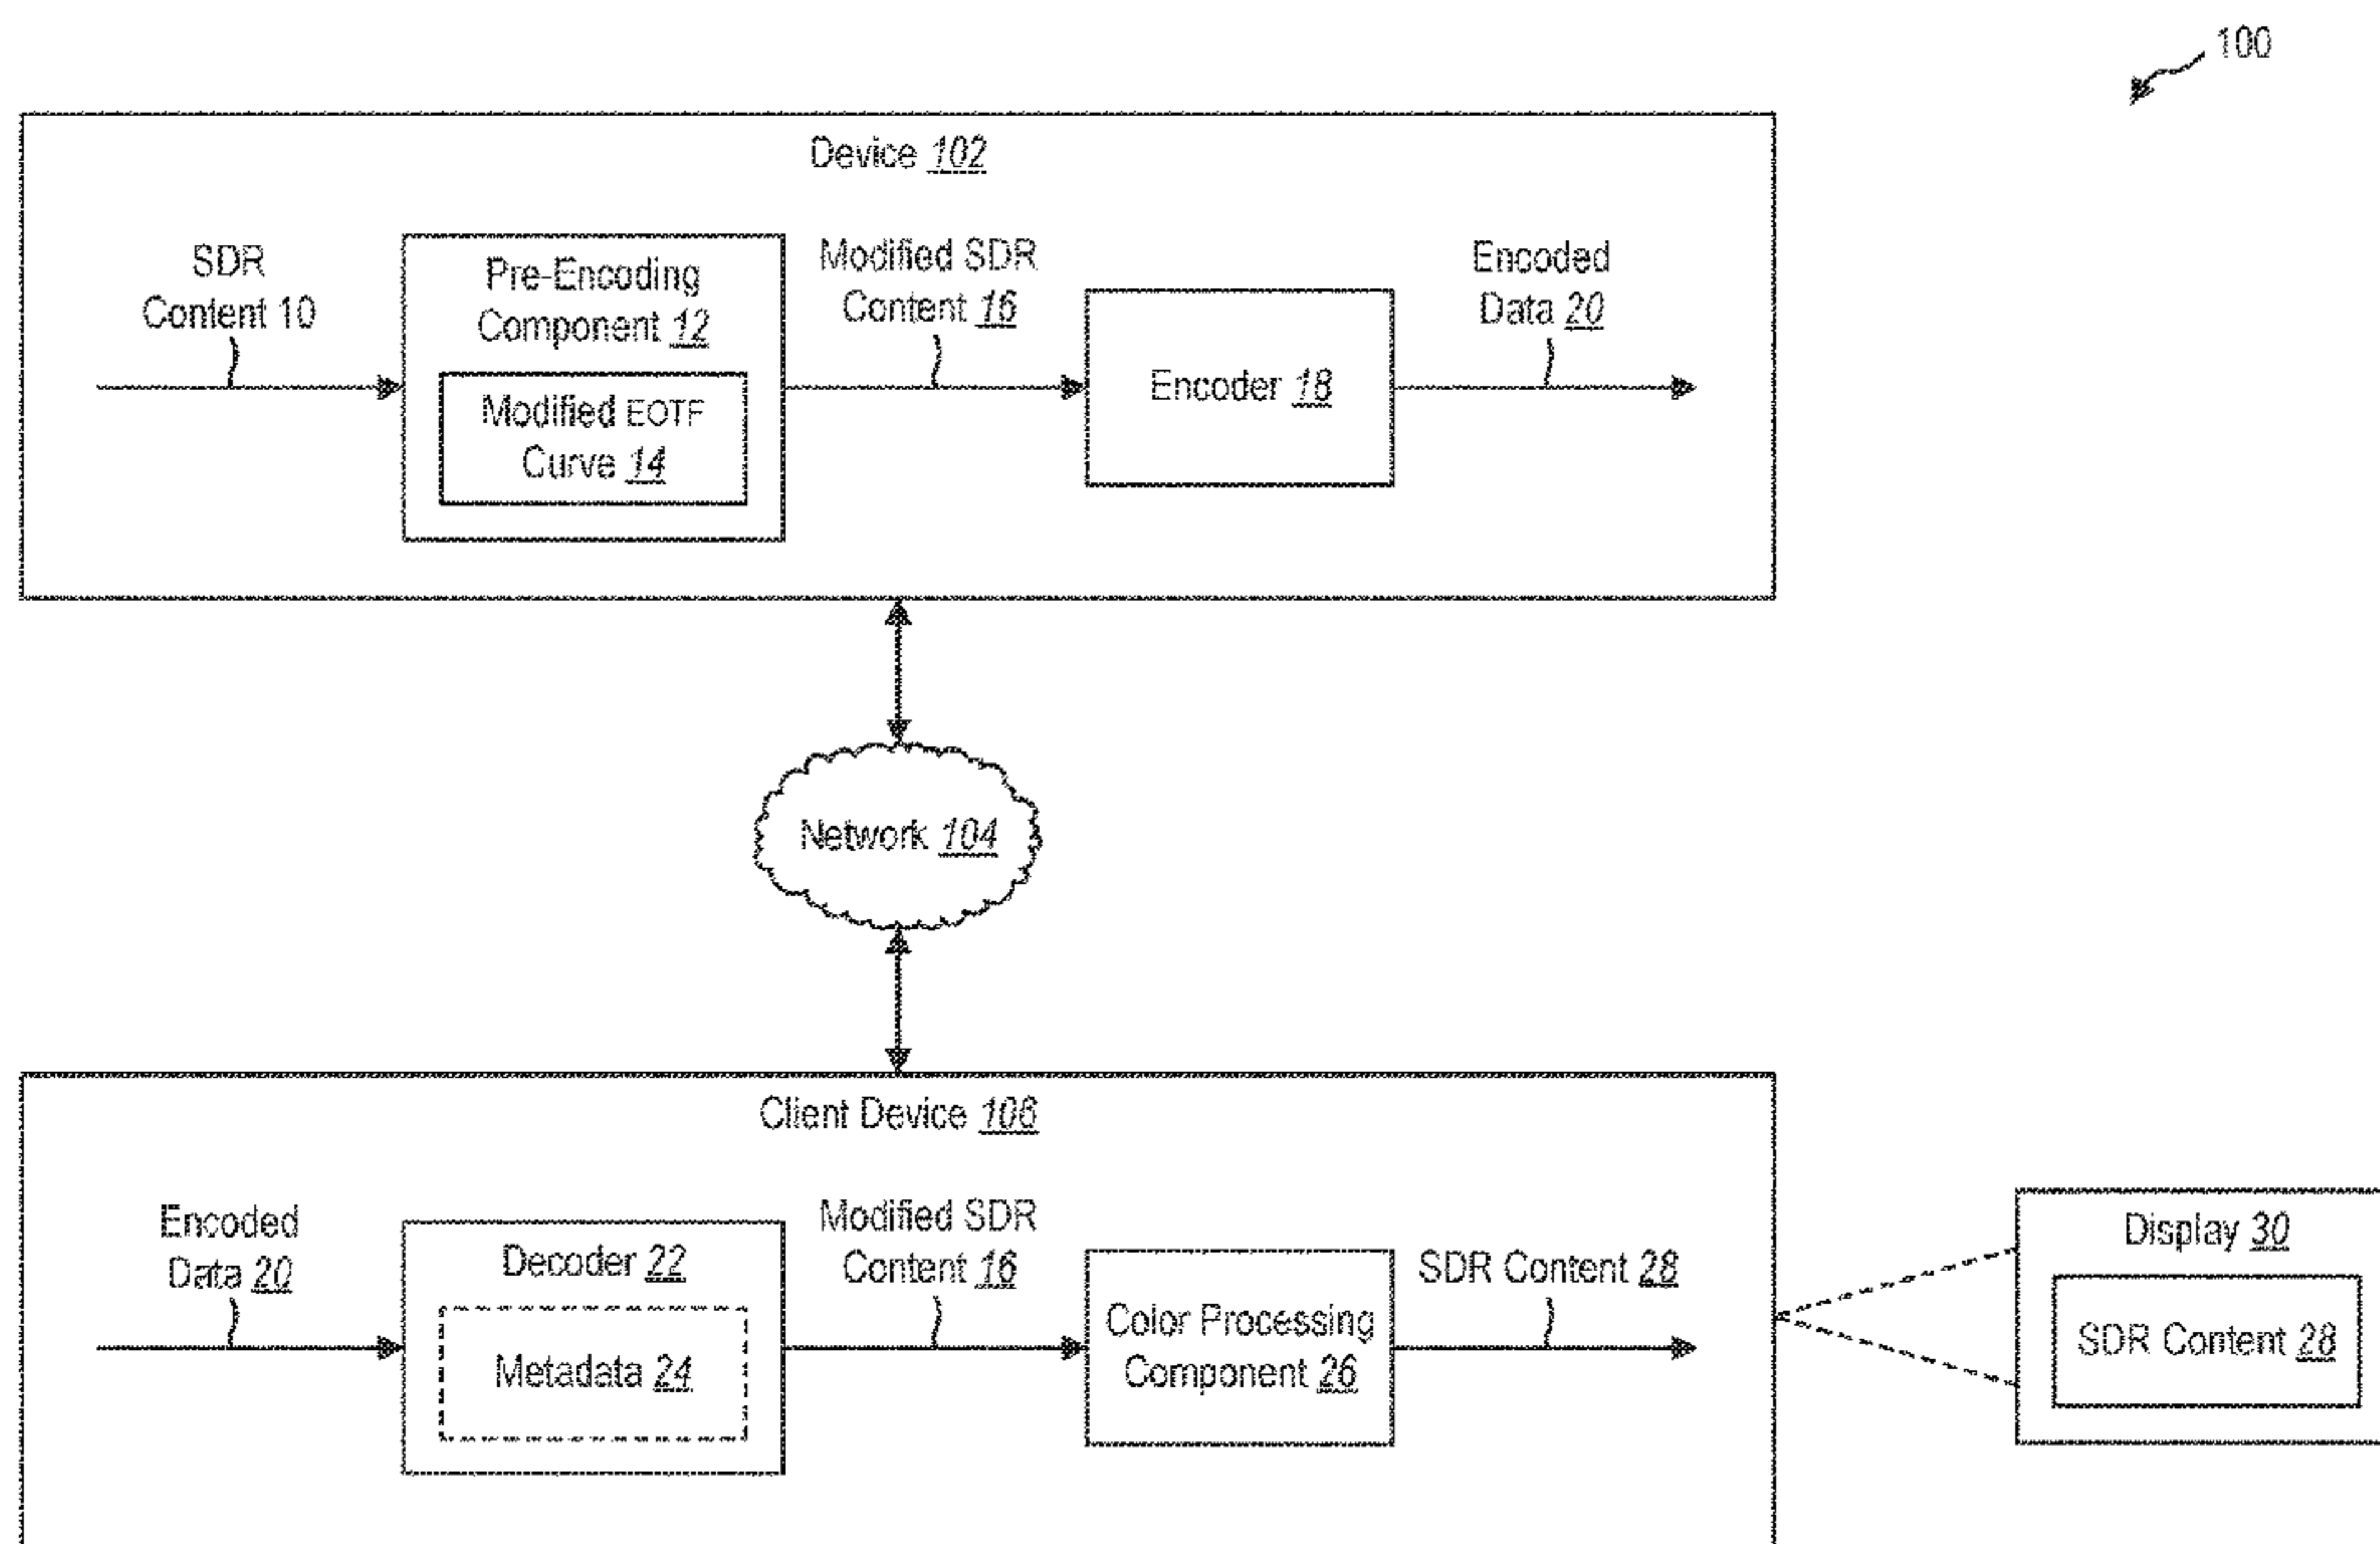 100
Device 102
SDR
Content 10
Pre-Encoding
Component 12
Modified EOTF
Curve 14
Modified SDR
Content 16
Encoder 18
Encoded
Data 20
Network 104
Client Device 106
Encoded
Data 20
Decoder 22
Metadata 24
Modified SDR
Content 16
Color Processing
Component 26
SDR Content 28
Display 30
SDR Content 28